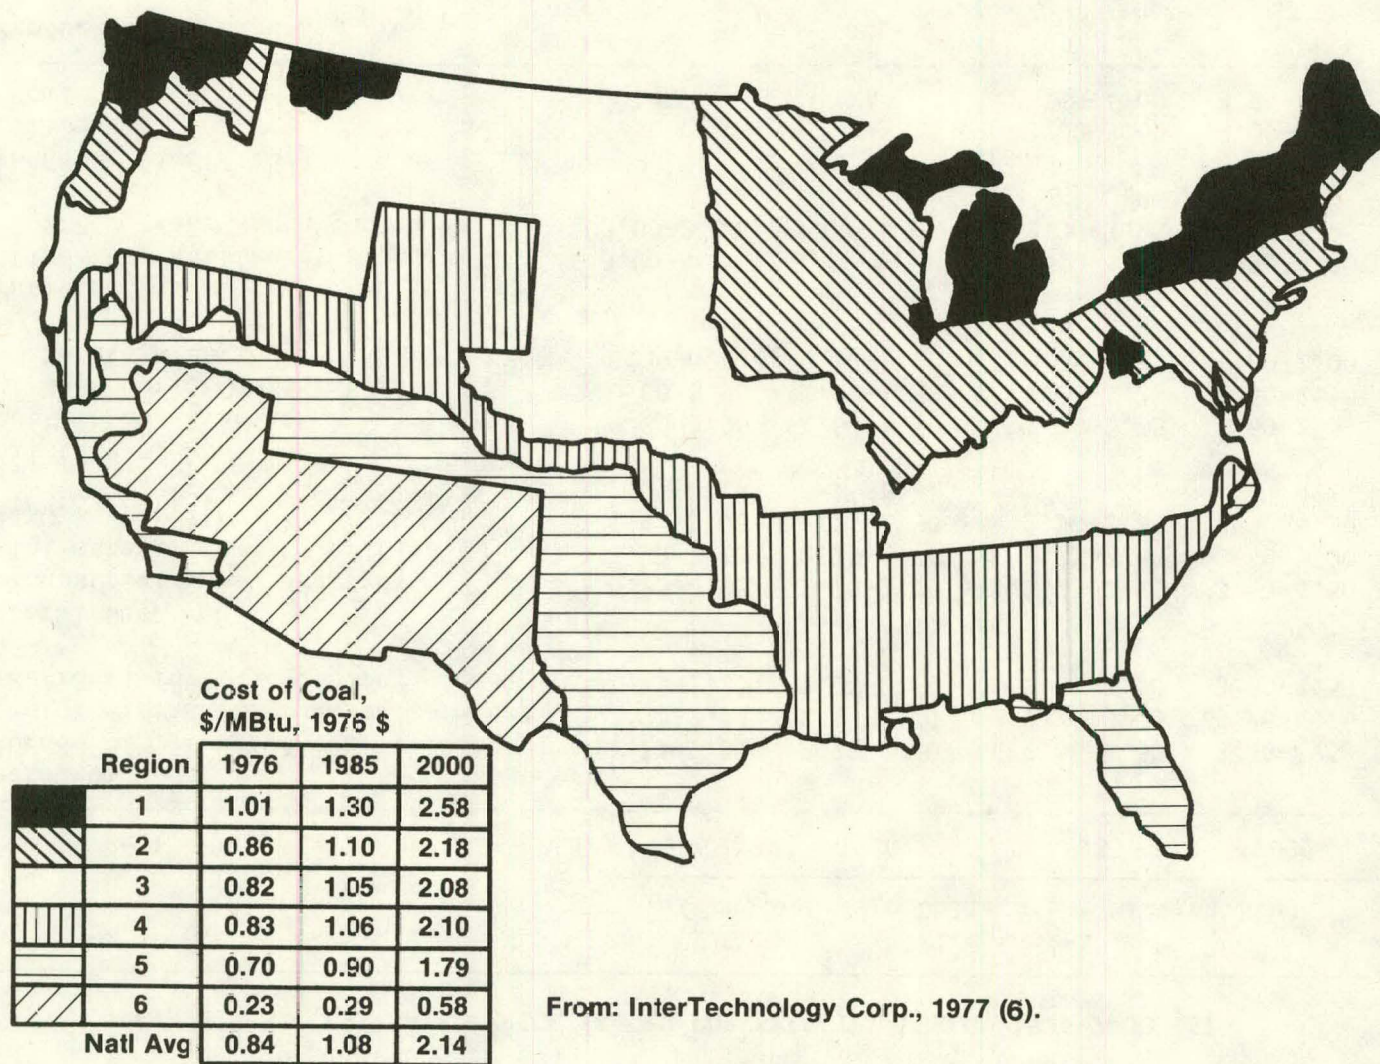 Cost of Coal,
$/MBtu, 1976 $
Region 1976 1985 2000
1 1.01 1.30 2.58
2 0.86 1.10 2.18
3 0.82 1.05 2.08
4 0.83 1.06 2.10
5 0.70 0.90 1.79
6 0.23 0.29 0.58
Natl Avg 0.84 1.08 2.14
From: InterTechnology Corp., 1977 (6).